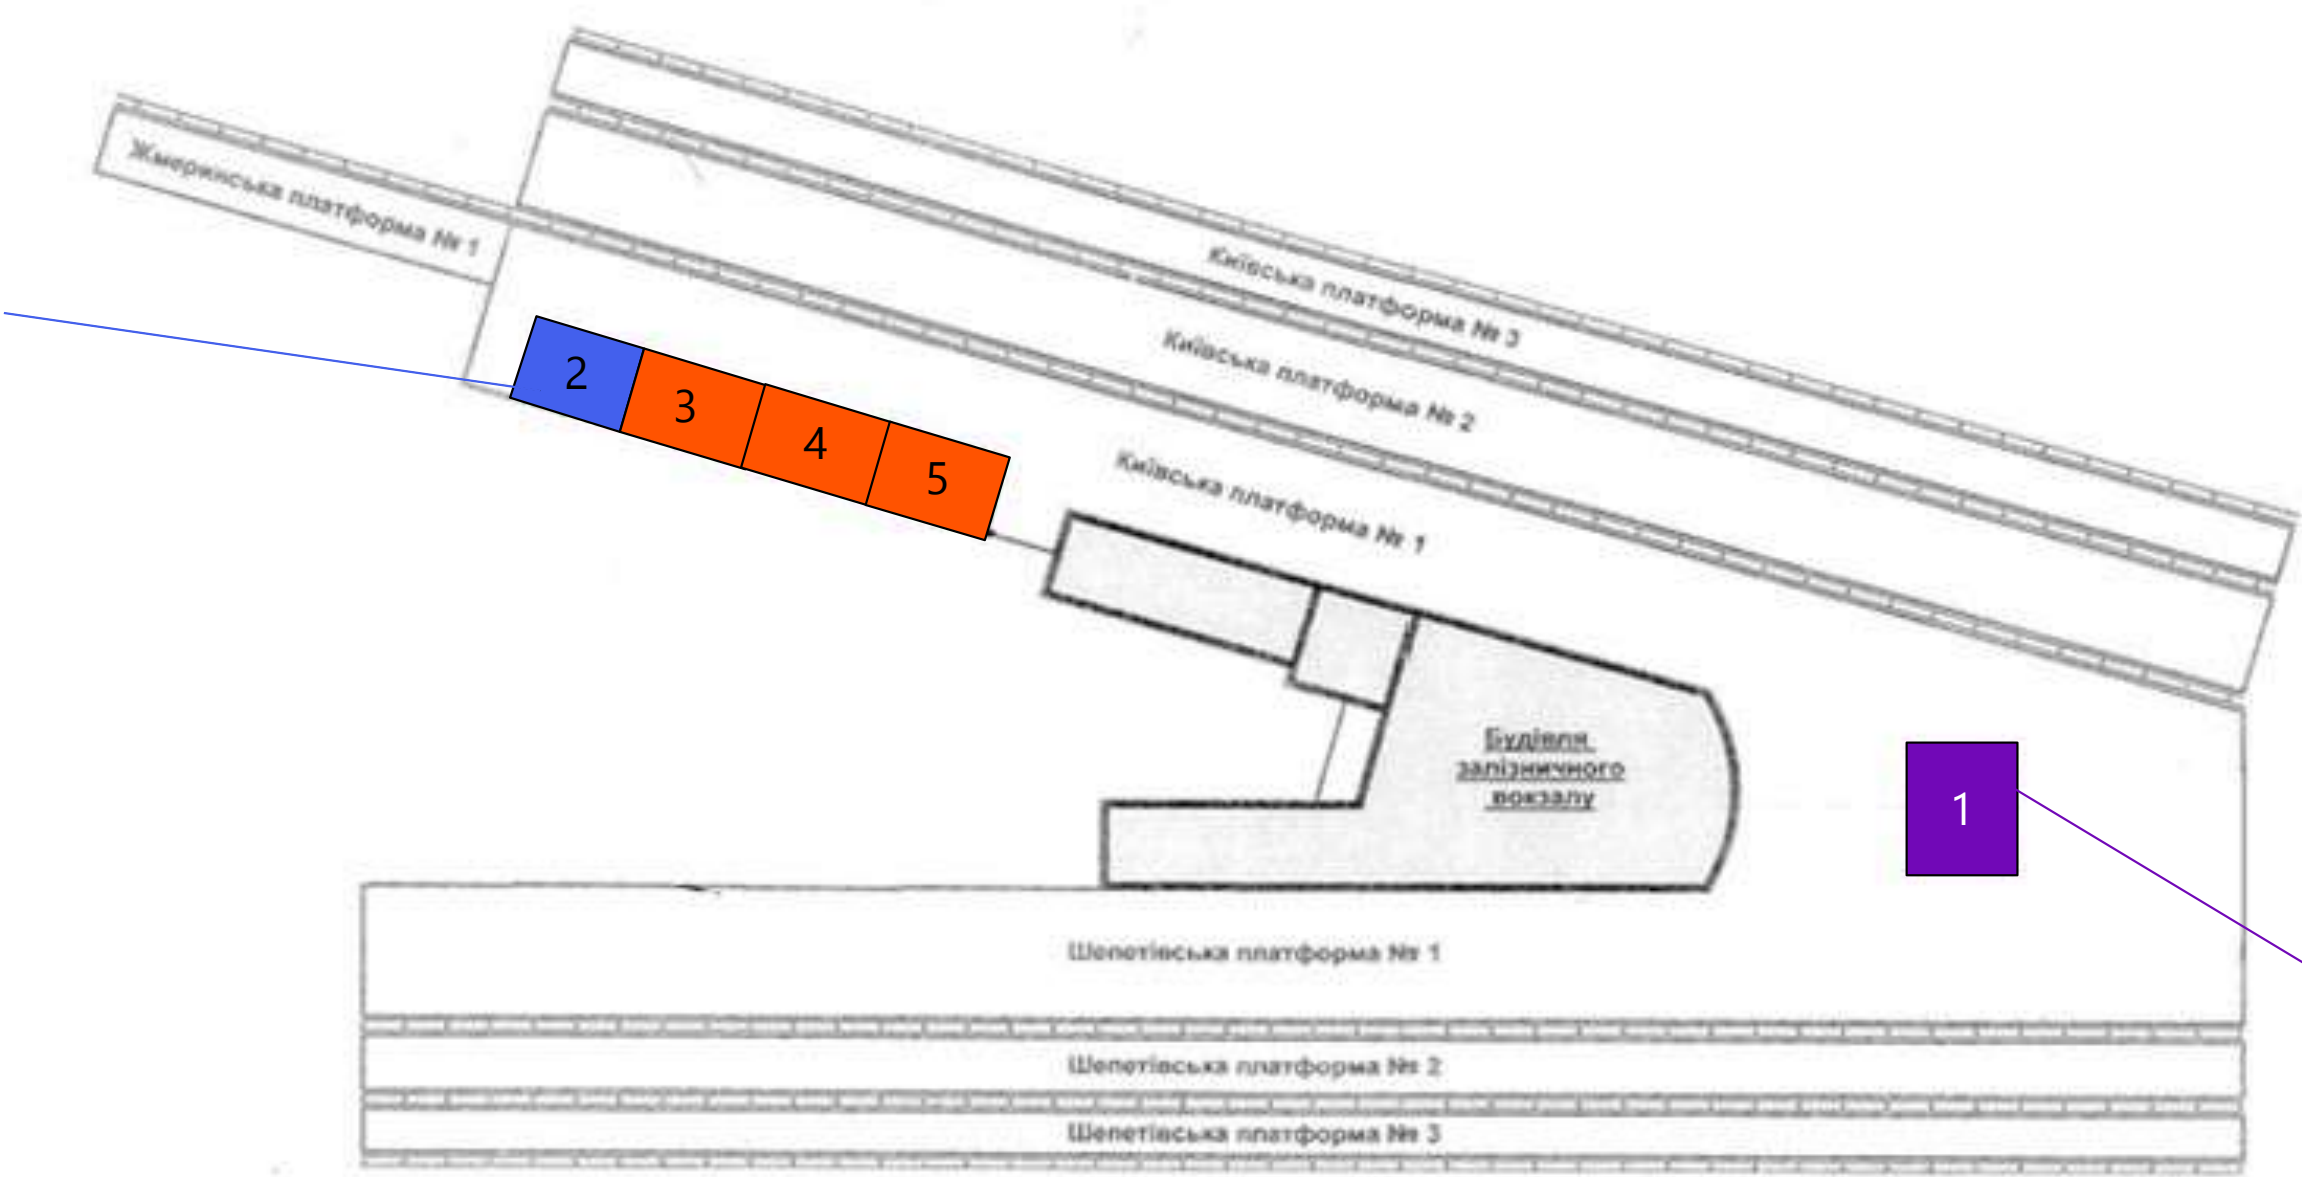 Жмеринська платформа № 1
Київська платформа № 3
Київська платформа № 2
Київська платформа № 1
2
3
4
5
Будівля
залізничного
вокзалу
1
Шепетівська платформа № 1
Шепетівська платформа № 2
Шепетівська платформа № 3